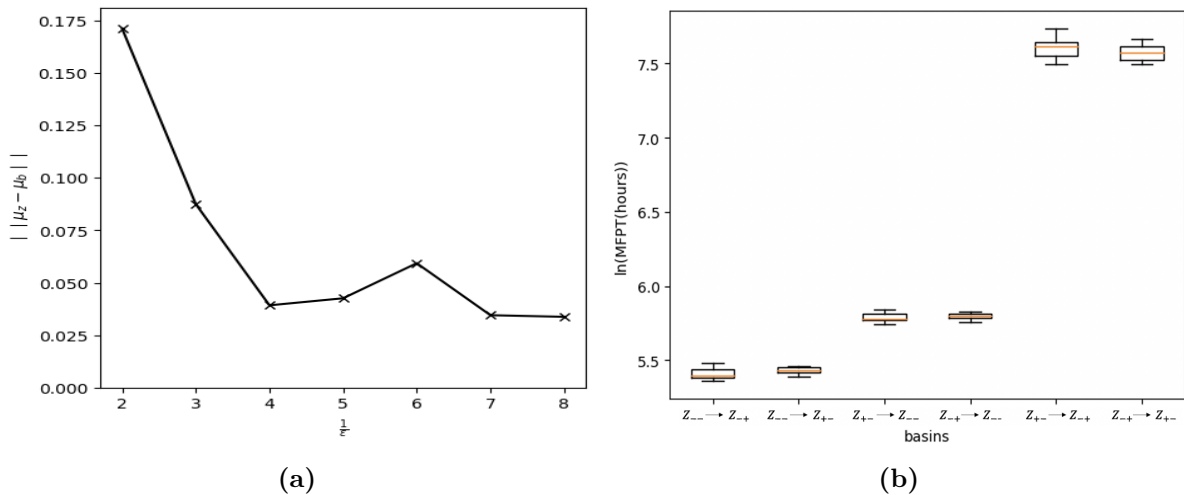 0.175
0.150
0.125
0.100
0.075
0.050
0.025
0.000
| | μ_z − μ_b | |
2 3 4 5 6 7 8
1/ε
(a)
7.5
7.0
6.5
6.0
5.5
ln(MFPT(hours))
Z₋₋ → Z₋₊ Z₋₋ → Z₊₋ Z₊₋ → Z₋₋ Z₋₊ → Z₋₋ Z₊₋ → Z₋₊ Z₋₊ → Z₊₋
basins
(b)